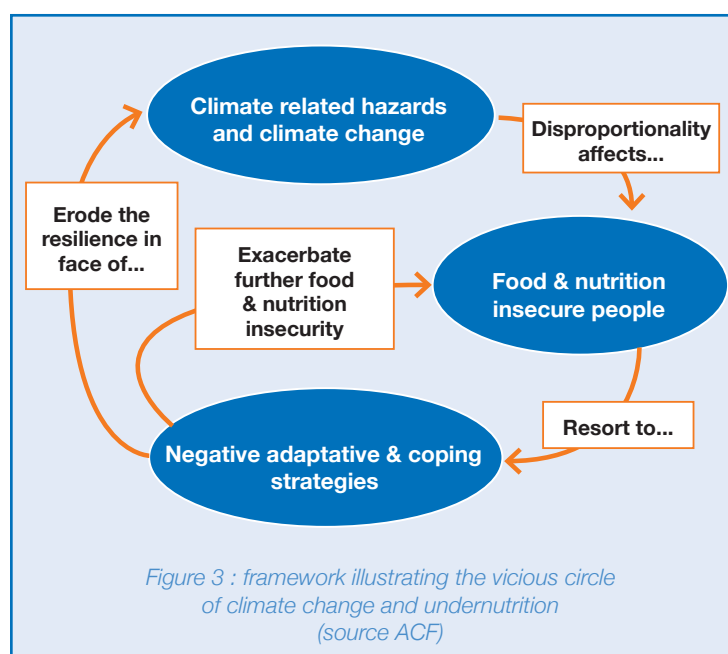 Climate related hazards
and climate change
Disproportionality
affects...
Erode the
resilience in
face of...
Exacerbate
further food
& nutrition
insecurity
Food & nutrition
insecure people
Resort to...
Negative adaptative & coping
strategies
Figure 3 : framework illustrating the vicious circle
of climate change and undernutrition
(source ACF)